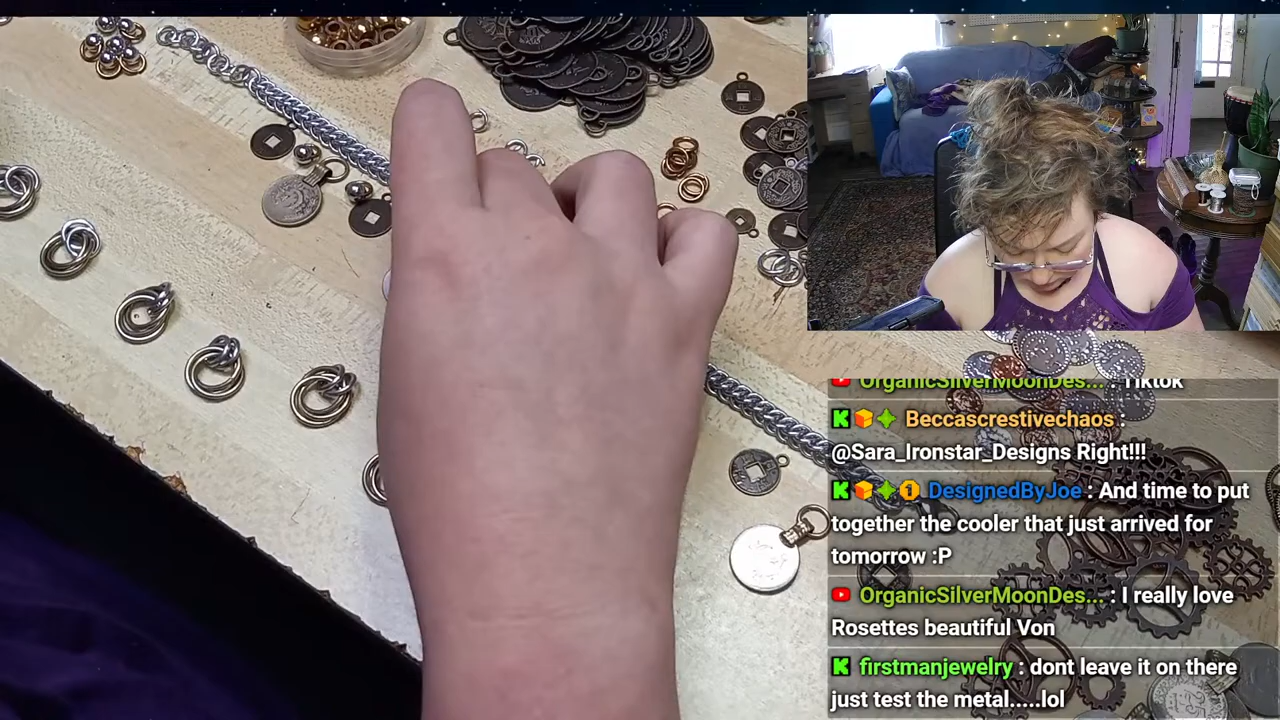 OrganicSilverMoonDes... : Tiktok
Beccascrestivechaos :
@Sara_Ironstar_Designs Right!!!
DesignedByJoe : And time to put
together the cooler that just arrived for
tomorrow :P
OrganicSilverMoonDes... : I really love
Rosettes beautiful Von
firstmanjewelry : dont leave it on there
just test the metal.....lol